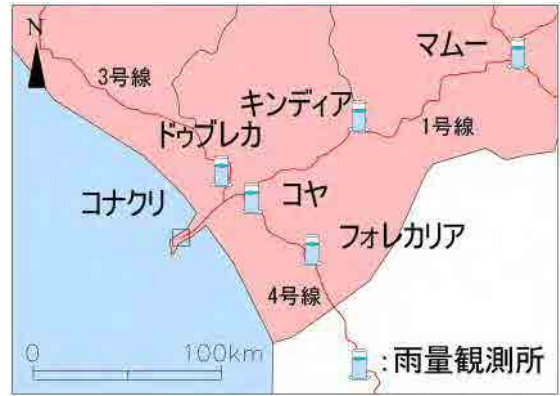 N
マムー
3号線
キンディア
1号線
ドゥブレカ
コナクリ
コヤ
フォレカリア
4号線
0 100km
:雨量観測所